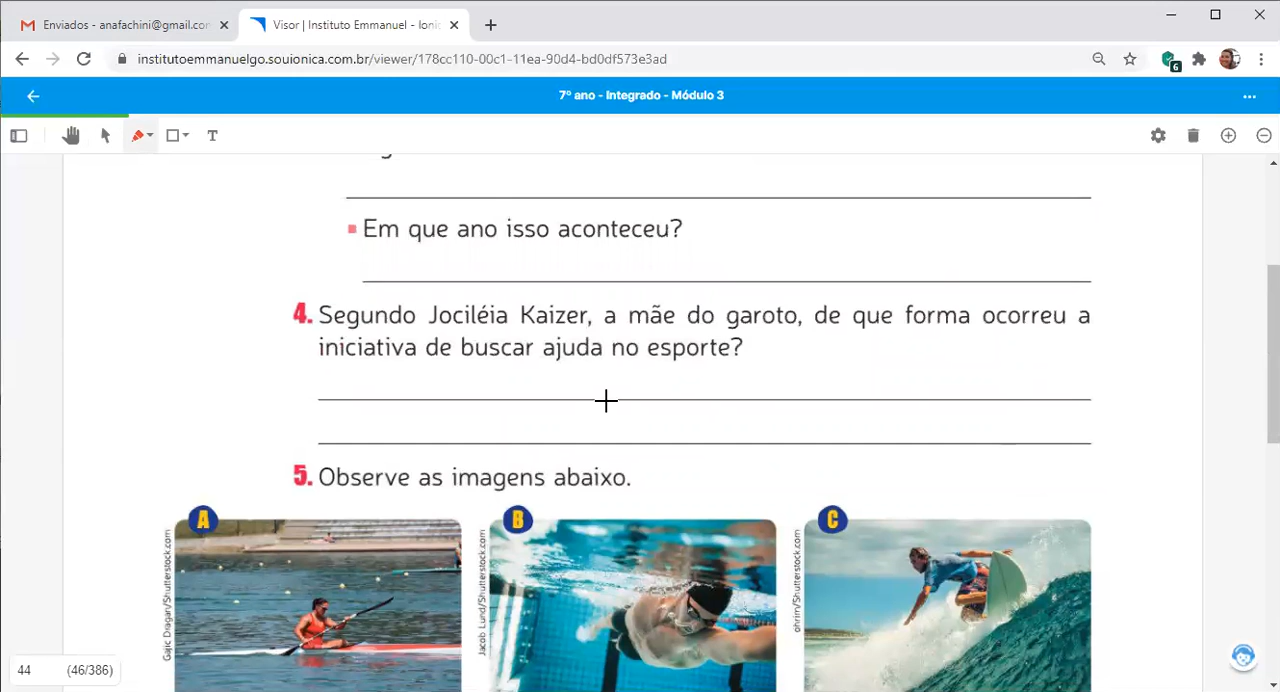 Enviados - anafachini@gmail.con
Visor | Instituto Emmanuel - Ionic
institutoemmanuelgo.souionica.com.br/viewer/178cc110-00c1-11ea-90d4-bd0df573e3ad
6
7º ano - Integrado - Módulo 3
T
Em que ano isso aconteceu?
4. Segundo Jociléia Kaizer, a mãe do garoto, de que forma ocorreu a
iniciativa de buscar ajuda no esporte?
5. Observe as imagens abaixo.
A
Gajic Dragan/Shutterstock.com
B
Jacob Lund/Shutterstock.com
C
ohrim/Shutterstock.com
44 (46/386)